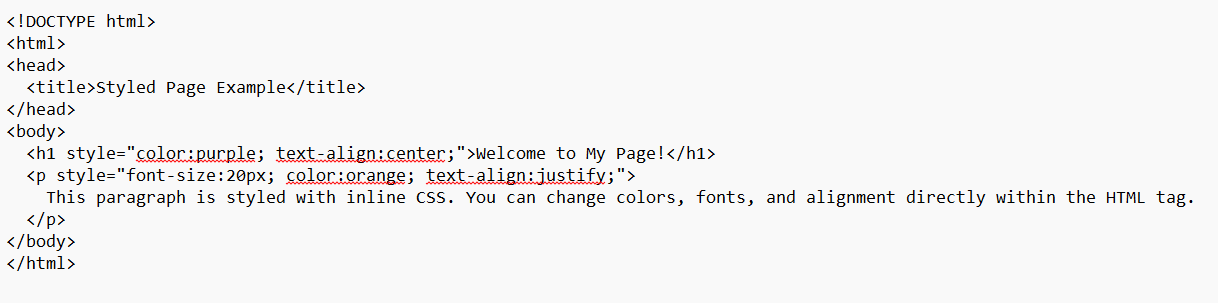 <!DOCTYPE html>
<html>
<head>
  <title>Styled Page Example</title>
</head>
<body>
  <h1 style="color:purple; text-align:center;">Welcome to My Page!</h1>
  <p style="font-size:20px; color:orange; text-align:justify;">
    This paragraph is styled with inline CSS. You can change colors, fonts, and alignment directly within the HTML tag.
  </p>
</body>
</html>